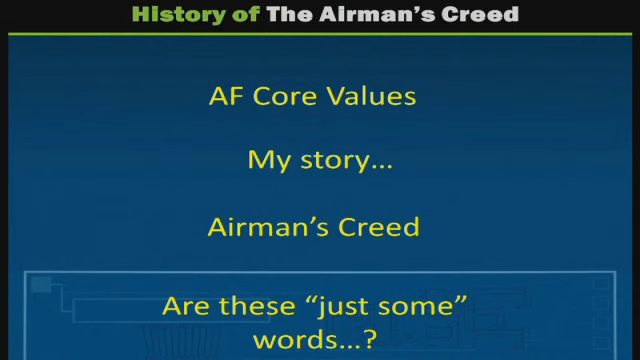 History of The Airman's Creed
AF Core Values
My story...
Airman's Creed
Are these “just some”
words...?